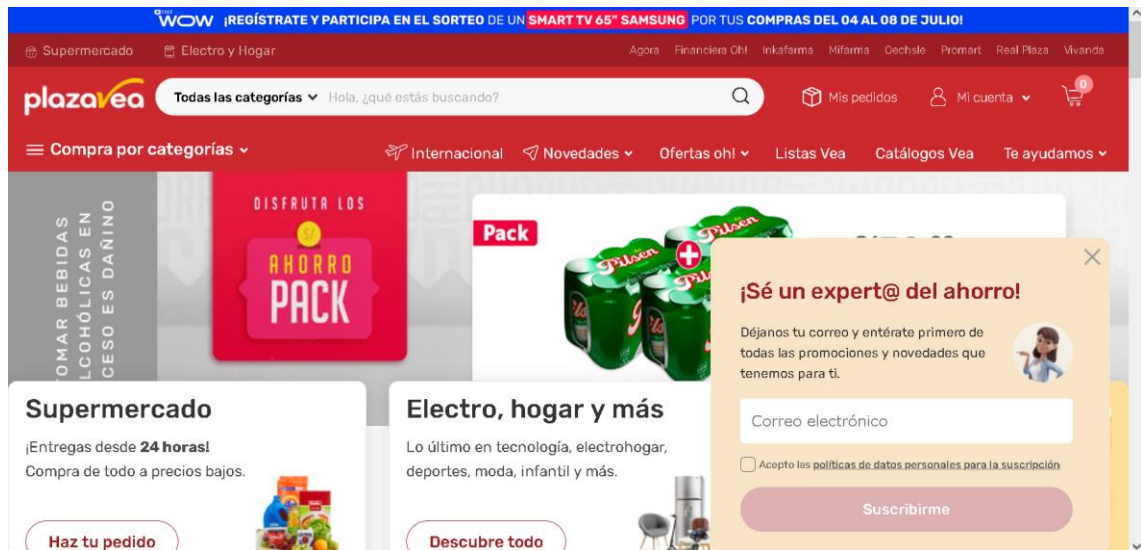 WOW ¡REGÍSTRATE Y PARTICIPA EN EL SORTEO DE UN SMART TV 65" SAMSUNG POR TUS COMPRAS DEL 04 AL 08 DE JULIO!
Supermercado Electro y Hogar Agora Financiera Oh! Inkafarma Mifarma Oechsle Promart Real Plaza Vivanda
plazavea Todas las categorías Hola, ¿qué estás buscando? Mis pedidos Mi cuenta 0
Compra por categorías Internacional Novedades Ofertas oh! Listas Vea Catálogos Vea Te ayudamos
TOMAR BEBIDAS
LCOHÓLICAS EN
CESO ES DAÑINO
DISFRUTA LOS
S/
AHORRO
PACK
Pack
Pilsen
Pilsen
¡Sé un expert@ del ahorro!
Déjanos tu correo y entérate primero de
todas las promociones y novedades que
tenemos para ti.
Correo electrónico
Acepto las políticas de datos personales para la suscripción
Suscribirme
Supermercado
¡Entregas desde 24 horas!
Compra de todo a precios bajos.
Haz tu pedido
Electro, hogar y más
Lo último en tecnología, electrohogar,
deportes, moda, infantil y más.
Descubre todo